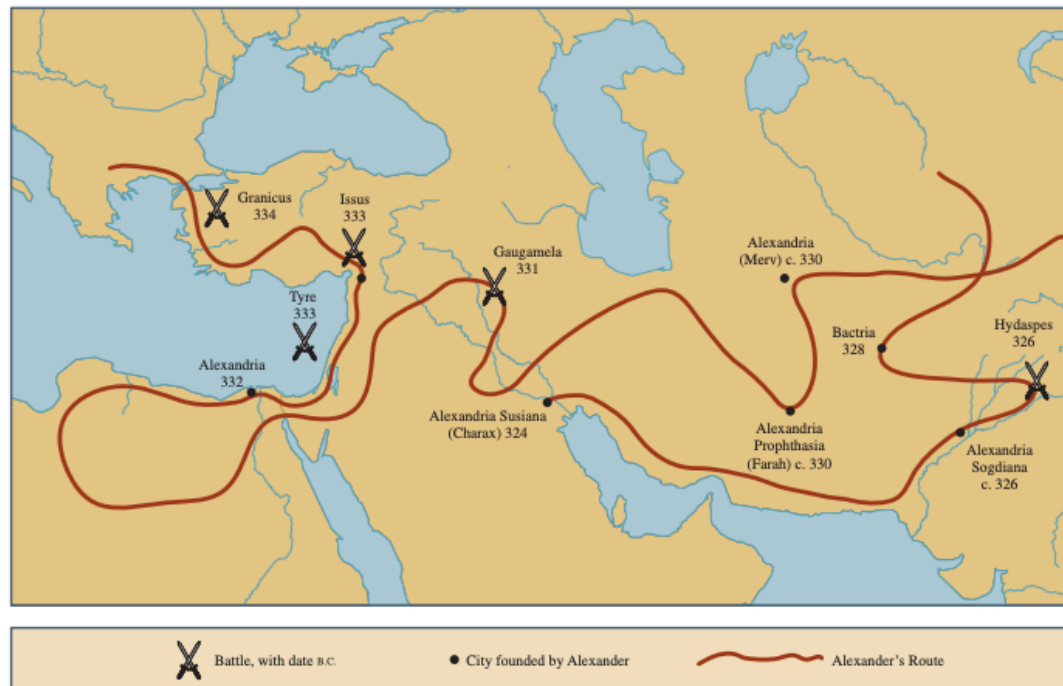 Granicus
334
Issus
333
Gaugamela
331
Alexandria
(Merv) c. 330
Tyre
333
Bactria
328
Hydaspes
326
Alexandria
332
Alexandria Susiana
(Charax) 324
Alexandria
Prophthasia
(Farah) c. 330
Alexandria
Sogdiana
c. 326
Battle, with date B.C.
City founded by Alexander
Alexander's Route